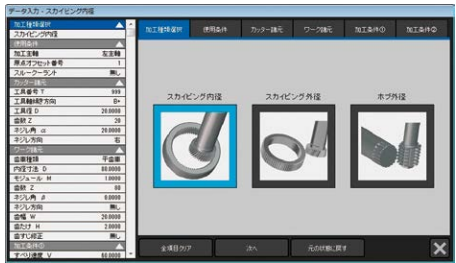 データ入力 - スカイビング内径
加工種類選択
スカイビング内径
使用条件
加工主軸 左主軸
原点オフセット番号 1
スルークーラント 無し
カッター諸元
工具番号 T 999
工具軸傾き方向 B+
工具径 D 20.0000
歯数 Z 20
ネジレ角 α 20.0000
ネジレ方向 右
ワーク諸元
歯車種類 平歯車
内径寸法 D 80.0000
モジュール M 1.0000
歯数 Z 80
ネジレ角 β 0.0000
ネジレ方向 無し
歯幅 W 20.0000
歯たけ H 2.0000
歯すじ修正 無し
加工条件①
すべり速度 V 60.0000
加工種類選択 使用条件 カッター諸元 ワーク諸元 加工条件① 加工条件②
スカイビング内径 スカイビング外径 ホブ外径
全項目クリア 次へ 元の状態に戻す